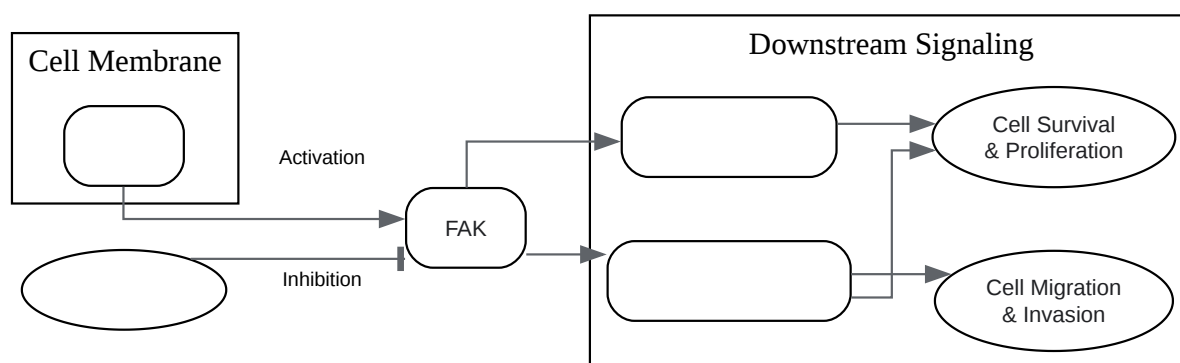 Cell Membrane
Activation
FAK
Inhibition
Downstream Signaling
Cell Survival
& Proliferation
Cell Migration
& Invasion